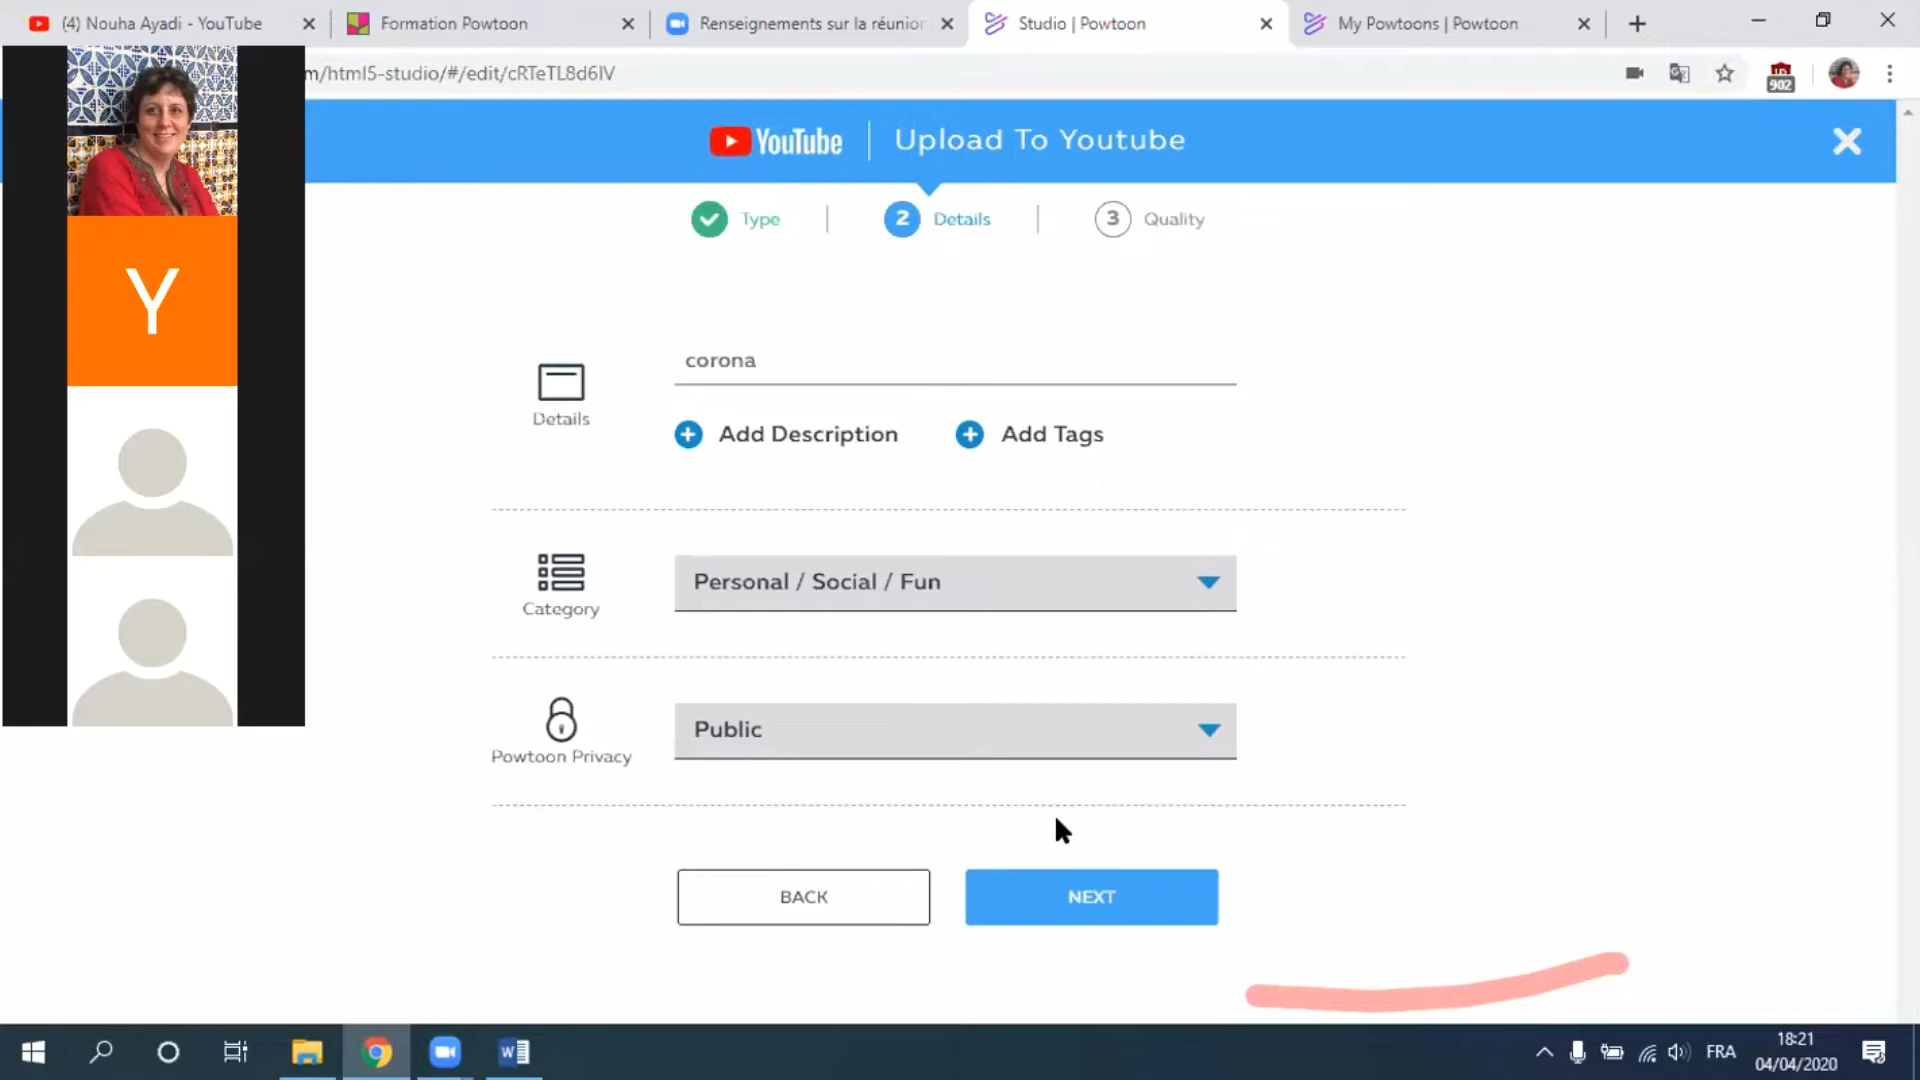 (4) Nouha Ayadi - YouTube
Formation Powtoon
Renseignements sur la réunion
Studio | Powtoon
My Powtoons | Powtoon
m/html5-studio/#/edit/cRTeTL8d6IV
902
YouTube
Upload To Youtube
Type
2 Details
3 Quality
Y
Details
corona
Add Description
Add Tags
Category
Personal / Social / Fun
Powtoon Privacy
Public
BACK
NEXT
W
FRA
18:21
04/04/2020